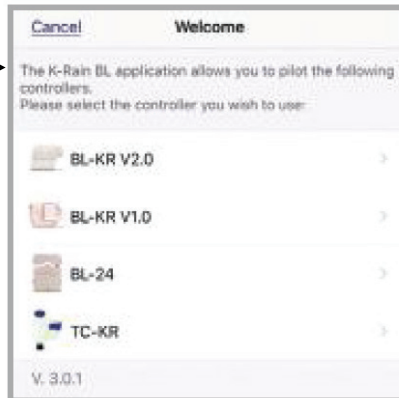 Cancel Welcome
The K-Rain BL application allows you to pilot the following
controllers.
Please select the controller you wish to use:
BL-KR V2.0
BL-KR V1.0
BL-24
TC-KR
V. 3.0.1